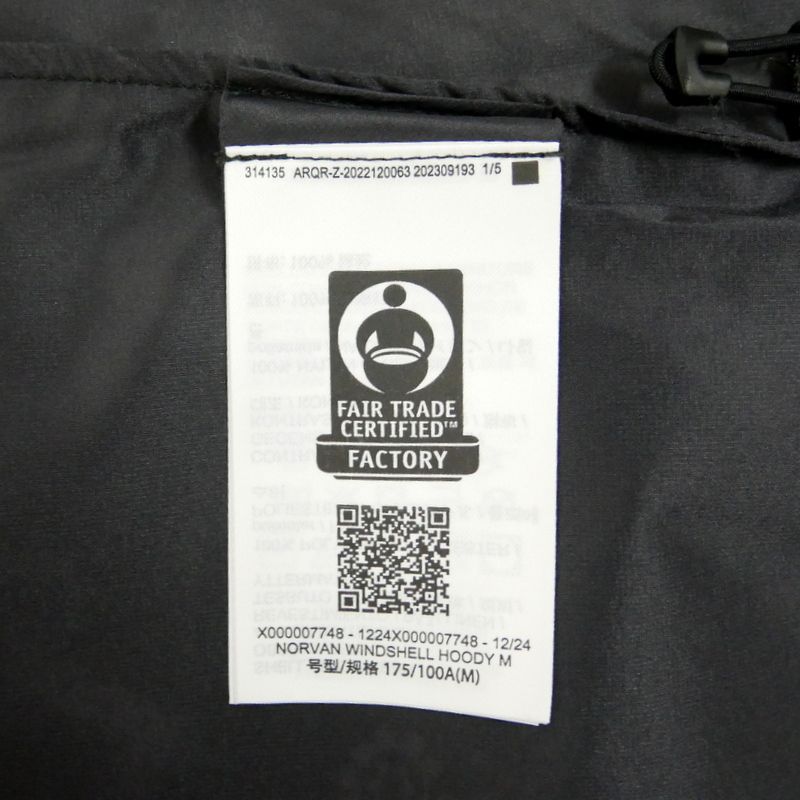 314135 ARQR-Z-2022120063 202309193 1/5
FAIR TRADE
CERTIFIED™
FACTORY
X000007748 - 1224X000007748 - 12/24
NORVAN WINDSHELL HOODY M
号型/规格 175/100A(M)